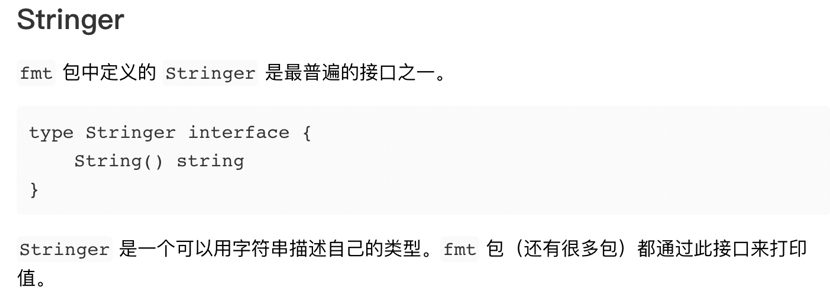 Stringer
fmt 包中定义的 Stringer 是最普遍的接口之一。
type Stringer interface {
    String() string
}
Stringer 是一个可以用字符串描述自己的类型。fmt 包（还有很多包）都通过此接口来打印
值。